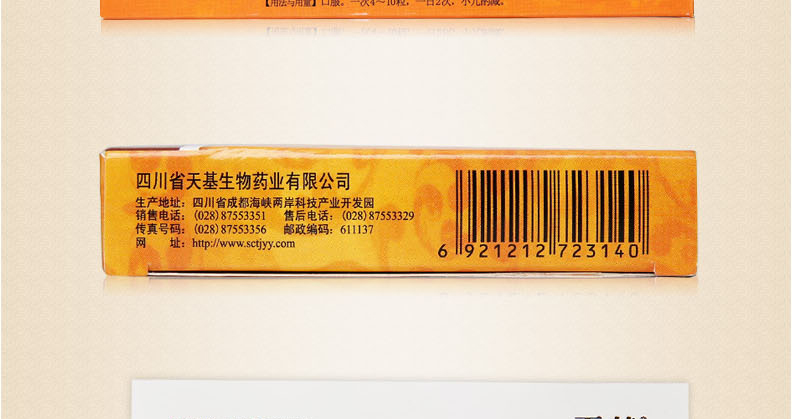 【用法与用量】口服。一次4～10粒，一日2次，小儿酌减。
四川省天基生物药业有限公司
生产地址：四川省成都海峡两岸科技产业开发园
销售电话：（028）87553351　售后电话：（028）87553329
传真号码：（028）87553356　邮政编码：611137
网　　址：http://www.sctjyy.com
6 921212 723140